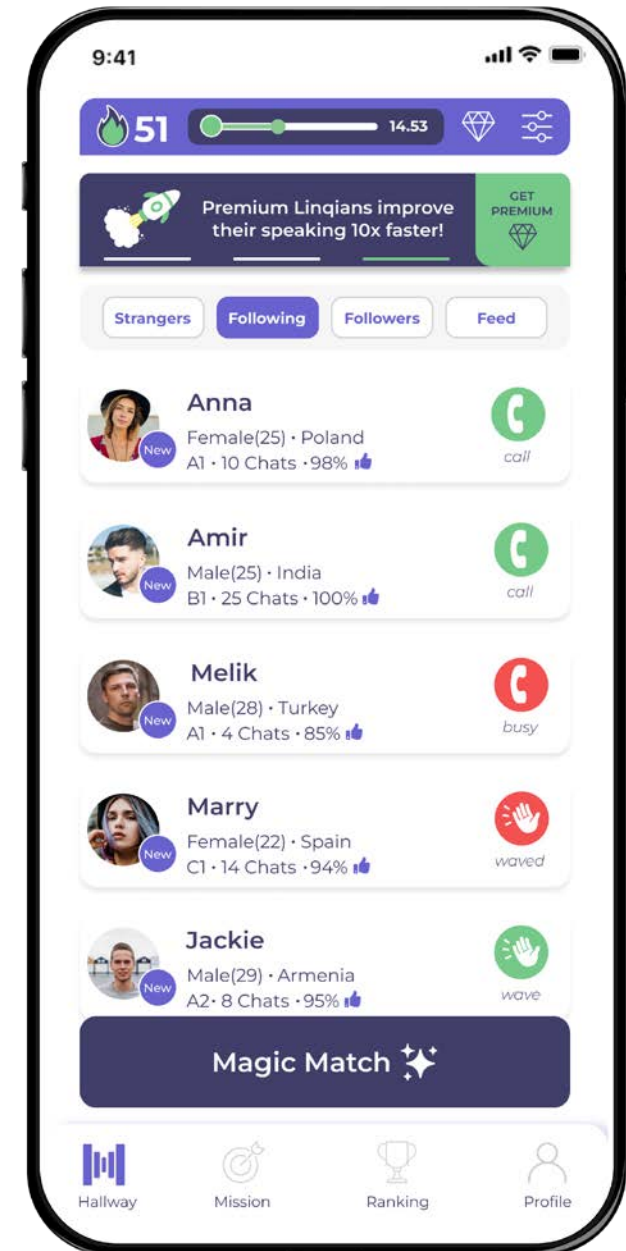 9:41
51
14.53
Premium Linqians improve
their speaking 10x faster!
GET
PREMIUM
Strangers
Following
Followers
Feed
Anna
New
Female(25) • Poland
A1 • 10 Chats •98%
call
Amir
New
Male(25) • India
B1 • 25 Chats • 100%
call
Melik
New
Male(28) • Turkey
A1 • 4 Chats •85%
busy
Marry
New
Female(22) • Spain
C1 • 14 Chats •94%
waved
Jackie
New
Male(29) • Armenia
A2• 8 Chats •95%
wave
Magic Match
Hallway
Mission
Ranking
Profile